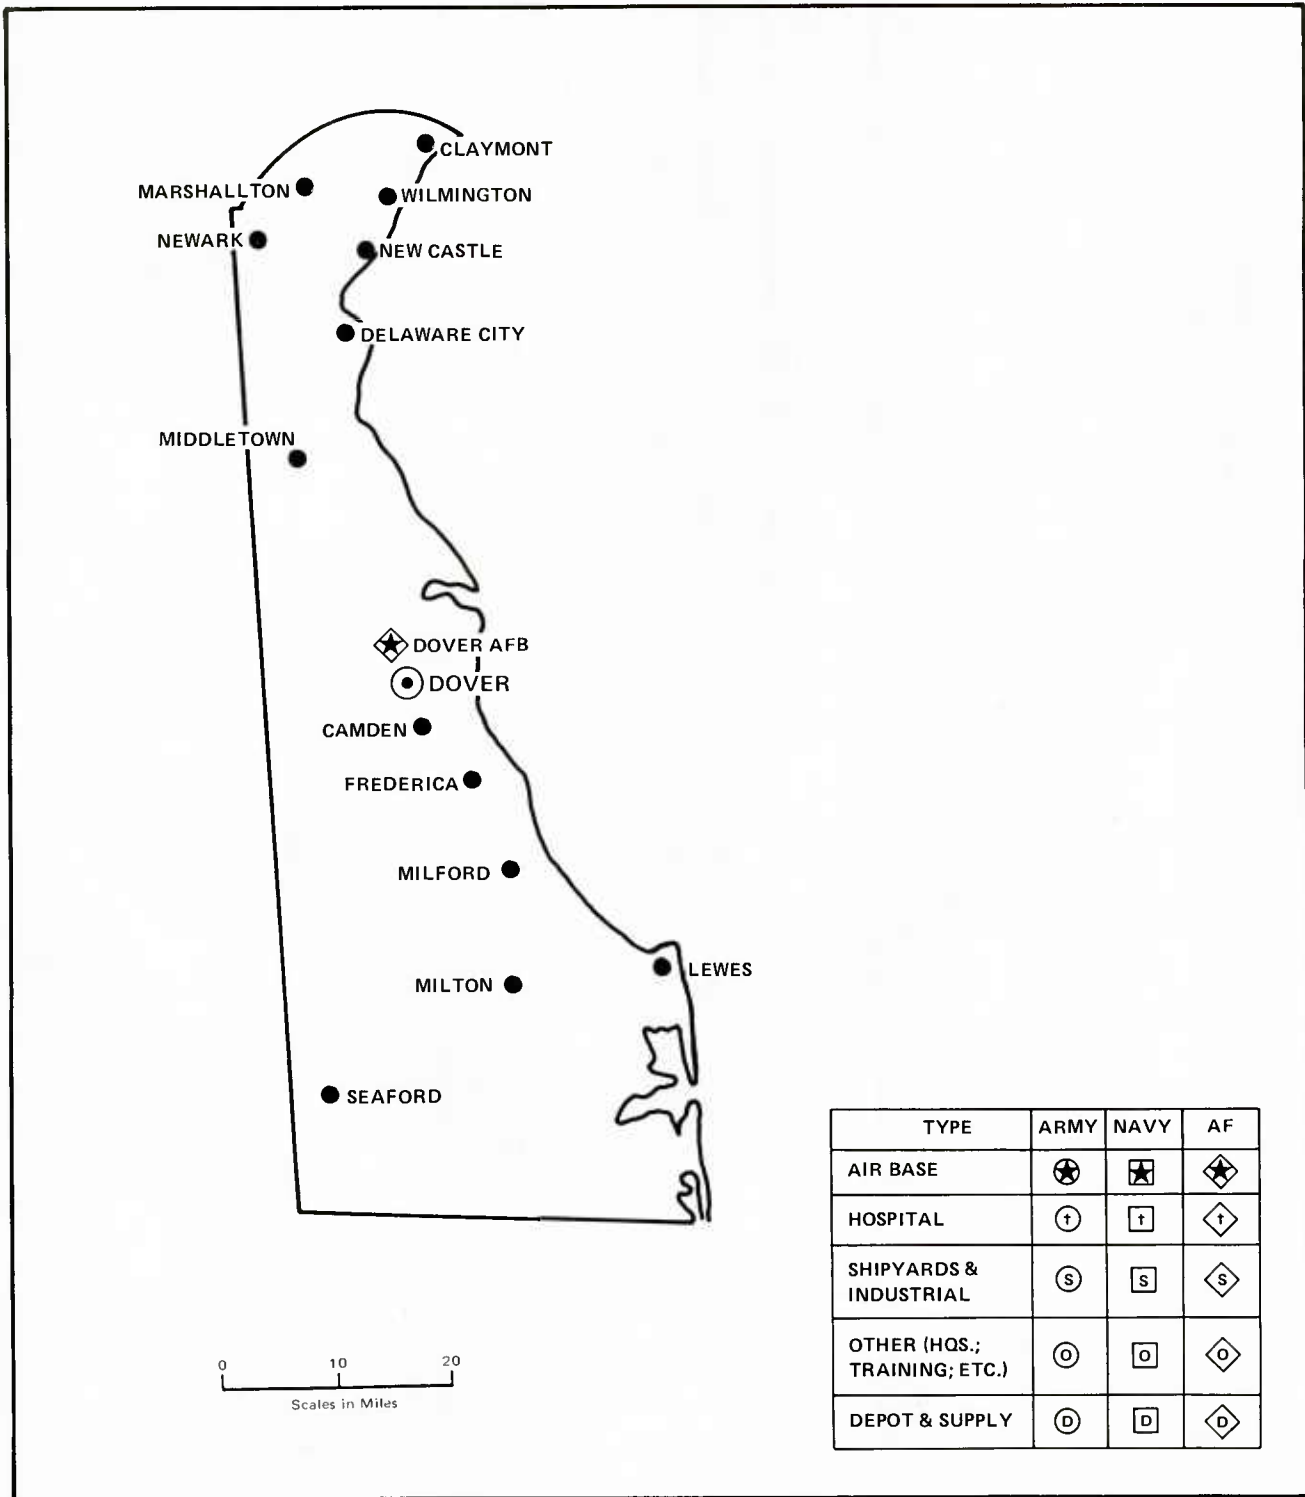 CLAYMONT
MARSHALLTON
WILMINGTON
NEWARK
NEW CASTLE
DELAWARE CITY
MIDDLETOWN
DOVER AFB
DOVER
CAMDEN
FREDERICA
MILFORD
LEWES
MILTON
SEAFORD
TYPE ARMY NAVY AF
AIR BASE
HOSPITAL † † †
SHIPYARDS &
INDUSTRIAL S S S
OTHER (HQS.;
TRAINING; ETC.) O O O
DEPOT & SUPPLY D D D
0 10 20
Scales in Miles